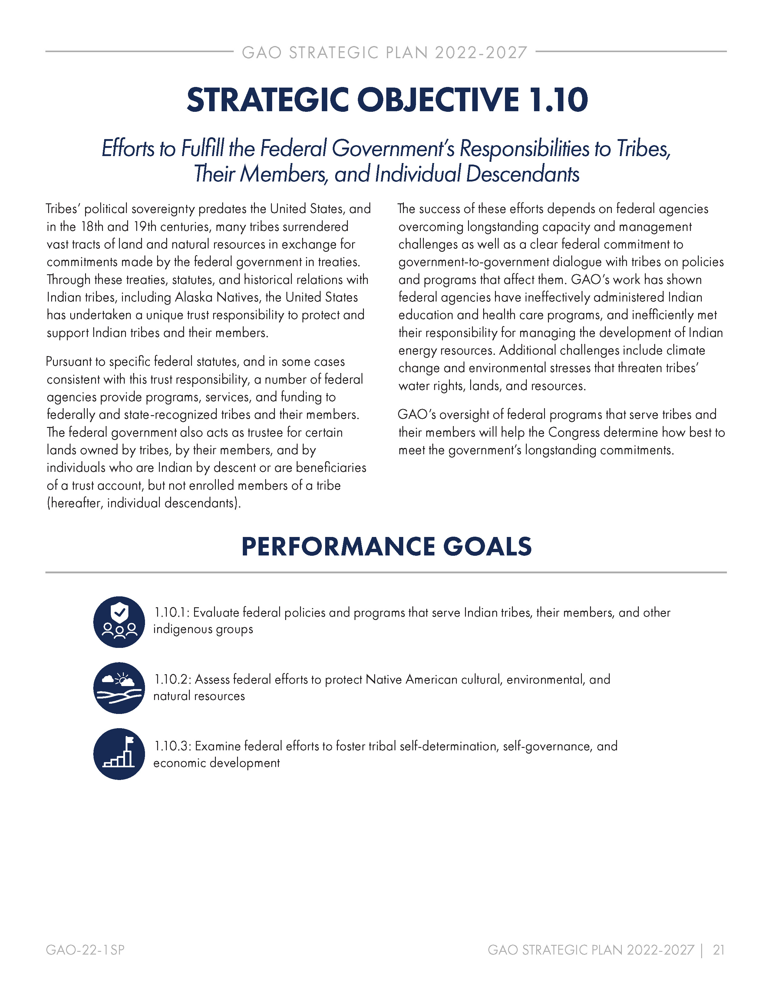 GAO STRATEGIC PLAN 2022-2027
STRATEGIC OBJECTIVE 1.10
Efforts to Fulfill the Federal Government’s Responsibilities to Tribes,
Their Members, and Individual Descendants
Tribes’ political sovereignty predates the United States, and
in the 18th and 19th centuries, many tribes surrendered
vast tracts of land and natural resources in exchange for
commitments made by the federal government in treaties.
Through these treaties, statutes, and historical relations with
Indian tribes, including Alaska Natives, the United States
has undertaken a unique trust responsibility to protect and
support Indian tribes and their members.
Pursuant to specific federal statutes, and in some cases
consistent with this trust responsibility, a number of federal
agencies provide programs, services, and funding to
federally and state-recognized tribes and their members.
The federal government also acts as trustee for certain
lands owned by tribes, by their members, and by
individuals who are Indian by descent or are beneficiaries
of a trust account, but not enrolled members of a tribe
(hereafter, individual descendants).
The success of these efforts depends on federal agencies
overcoming longstanding capacity and management
challenges as well as a clear federal commitment to
government-to-government dialogue with tribes on policies
and programs that affect them. GAO’s work has shown
federal agencies have ineffectively administered Indian
education and health care programs, and inefficiently met
their responsibility for managing the development of Indian
energy resources. Additional challenges include climate
change and environmental stresses that threaten tribes’
water rights, lands, and resources.
GAO’s oversight of federal programs that serve tribes and
their members will help the Congress determine how best to
meet the government’s longstanding commitments.
PERFORMANCE GOALS
1.10.1: Evaluate federal policies and programs that serve Indian tribes, their members, and other
indigenous groups
1.10.2: Assess federal efforts to protect Native American cultural, environmental, and
natural resources
1.10.3: Examine federal efforts to foster tribal self-determination, self-governance, and
economic development
GAO-22-1SP
GAO STRATEGIC PLAN 2022-2027 | 21